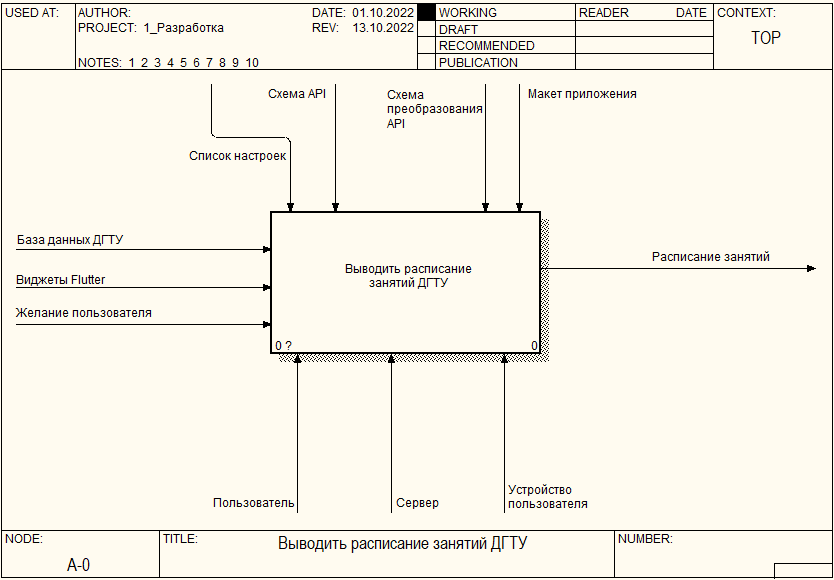 USED AT:
AUTHOR:
DATE: 01.10.2022
PROJECT: 1_Разработка
REV: 13.10.2022
NOTES: 1 2 3 4 5 6 7 8 9 10
WORKING
DRAFT
RECOMMENDED
PUBLICATION
READER DATE
CONTEXT:
TOP
Схема API
Схема
преобразования
API
Макет приложения
Список настроек
База данных ДГТУ
Виджеты Flutter
Желание пользователя
Выводить расписание
занятий ДГТУ
0 ?
0
Расписание занятий
Пользователь
Сервер
Устройство
пользователя
NODE:
A-0
TITLE:
Выводить расписание занятий ДГТУ
NUMBER: